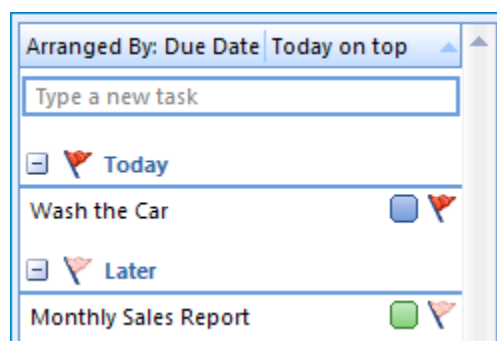 Arranged By: Due Date Today on top
Type a new task
Today
Wash the Car
Later
Monthly Sales Report